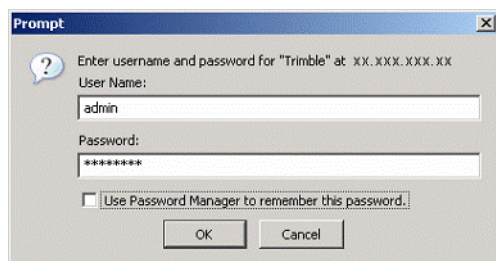 Prompt
Enter username and password for "Trimble" at xx.xxx.xxx.xx
User Name:
admin
Password:
********
Use Password Manager to remember this password.
OK
Cancel